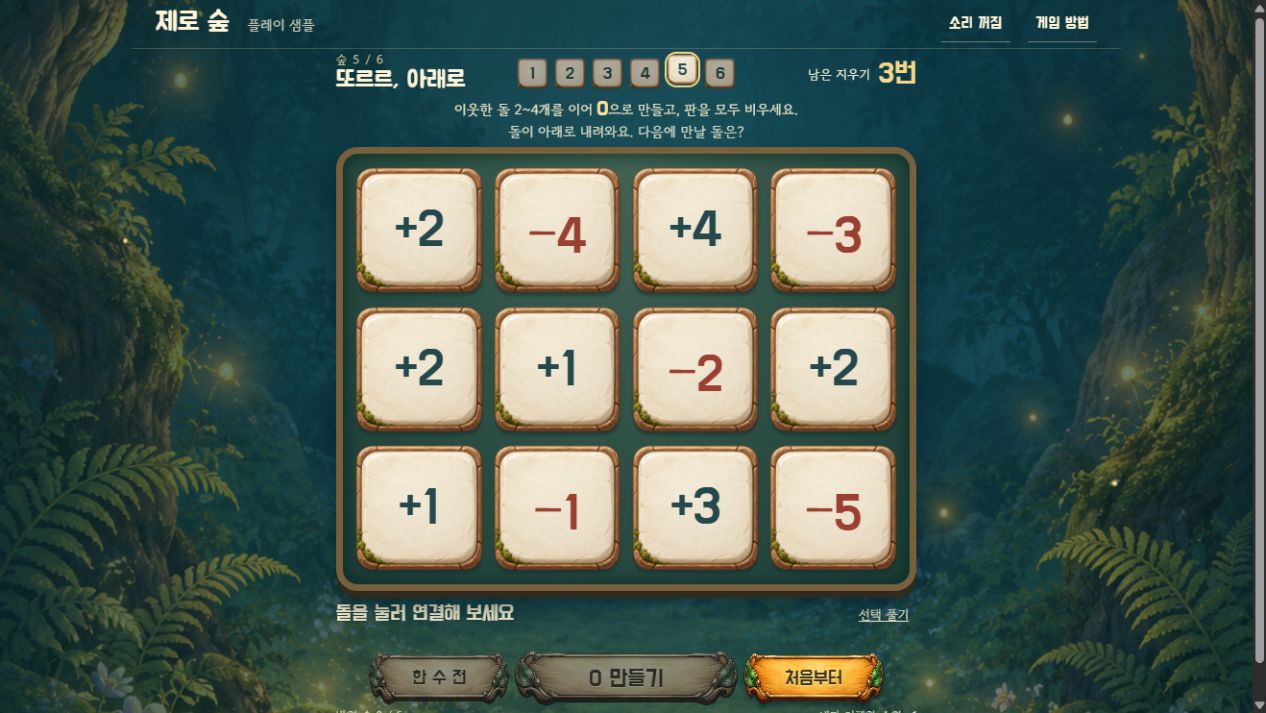 제로 숲 플레이 샘플 소리 꺼짐 게임 방법
숲 5 / 6
또르르, 아래로
1 2 3 4 5 6
남은 지우기 3번
이웃한 돌 2~4개를 이어 0으로 만들고, 판을 모두 비우세요.
돌이 아래로 내려와요. 다음에 만날 돌은?
+2 −4 +4 −3
+2 +1 −2 +2
+1 −1 +3 −5
돌을 눌러 연결해 보세요 선택 풀기
한 수 전 0 만들기 처음부터